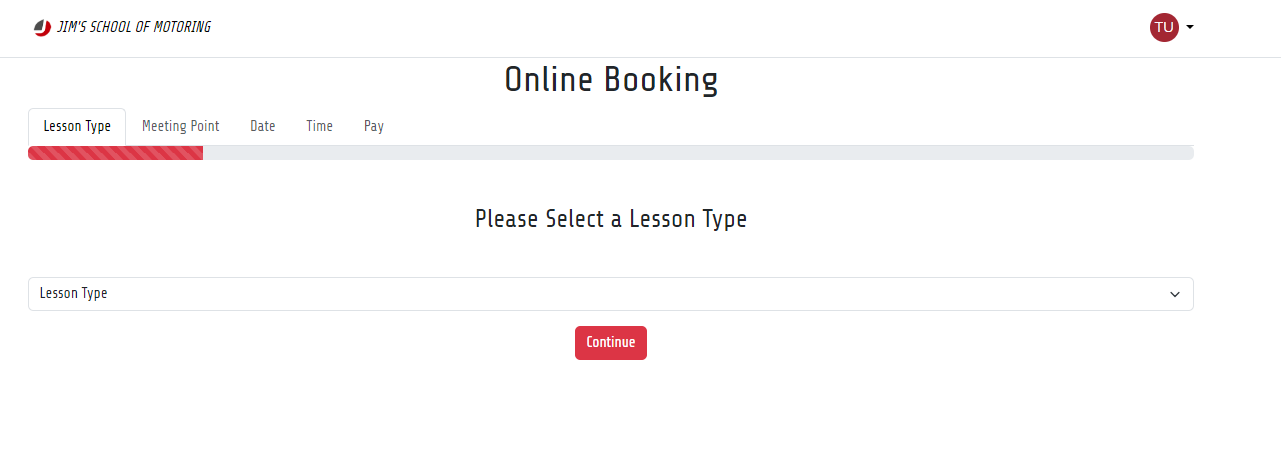 JIM'S SCHOOL OF MOTORING
TU
Online Booking
Lesson Type Meeting Point Date Time Pay
Please Select a Lesson Type
Lesson Type
Continue